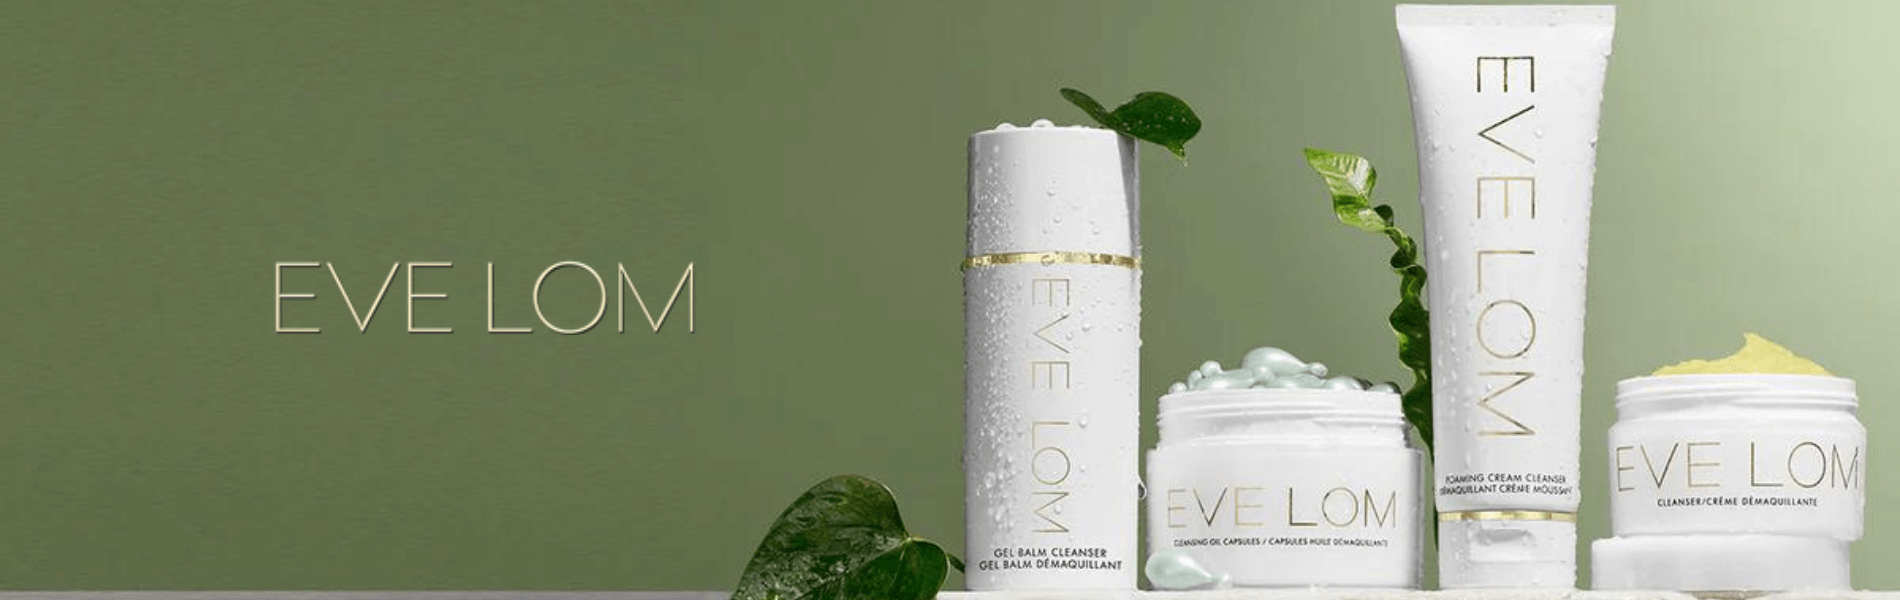 EVE LOM
EVE LOM
GEL BALM CLEANSER
GEL BALM DÉMAQUILLANT
EVE LOM
CLEANSING OIL CAPSULES / CAPSULES HUILE DÉMAQUILLANTE
EVE LOM
FOAMING CREAM CLEANSER
DÉMAQUILLANT CRÈME MOUSSANT
EVE LOM
CLEANSER/CRÈME DÉMAQUILLANTE